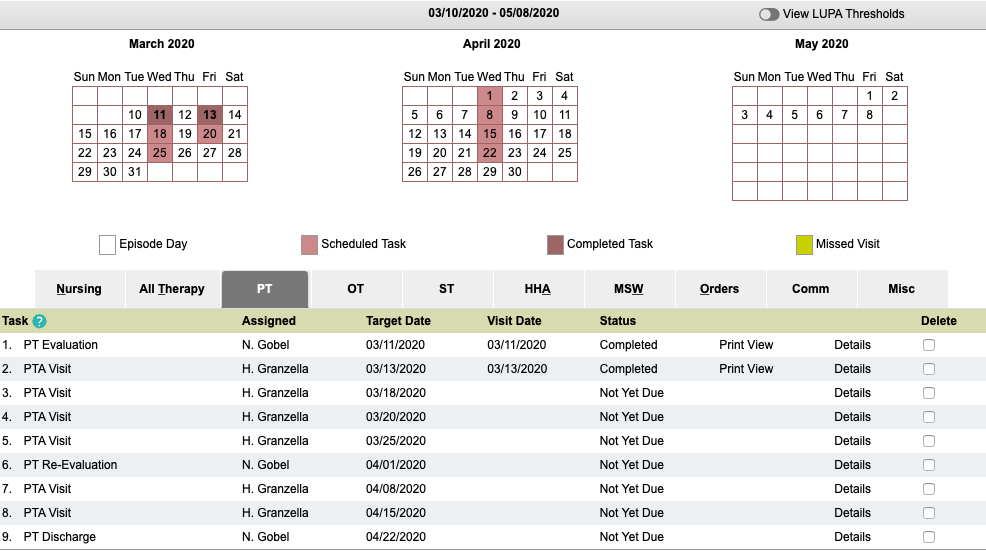 03/10/2020 - 05/08/2020 View LUPA Thresholds
March 2020 April 2020 May 2020
Sun Mon Tue Wed Thu Fri Sat Sun Mon Tue Wed Thu Fri Sat Sun Mon Tue Wed Thu Fri Sat
1 2 3 4 1 2
10 11 12 13 14 5 6 7 8 9 10 11 3 4 5 6 7 8
15 16 17 18 19 20 21 12 13 14 15 16 17 18
22 23 24 25 26 27 28 19 20 21 22 23 24 25
29 30 31 26 27 28 29 30
Episode Day Scheduled Task Completed Task Missed Visit
Nursing All Therapy PT OT ST HHA MSW Orders Comm Misc
Task ? Assigned Target Date Visit Date Status Delete
1. PT Evaluation N. Gobel 03/11/2020 03/11/2020 Completed Print View Details
2. PTA Visit H. Granzella 03/13/2020 03/13/2020 Completed Print View Details
3. PTA Visit H. Granzella 03/18/2020 Not Yet Due Details
4. PTA Visit H. Granzella 03/20/2020 Not Yet Due Details
5. PTA Visit H. Granzella 03/25/2020 Not Yet Due Details
6. PT Re-Evaluation N. Gobel 04/01/2020 Not Yet Due Details
7. PTA Visit H. Granzella 04/08/2020 Not Yet Due Details
8. PTA Visit H. Granzella 04/15/2020 Not Yet Due Details
9. PT Discharge N. Gobel 04/22/2020 Not Yet Due Details